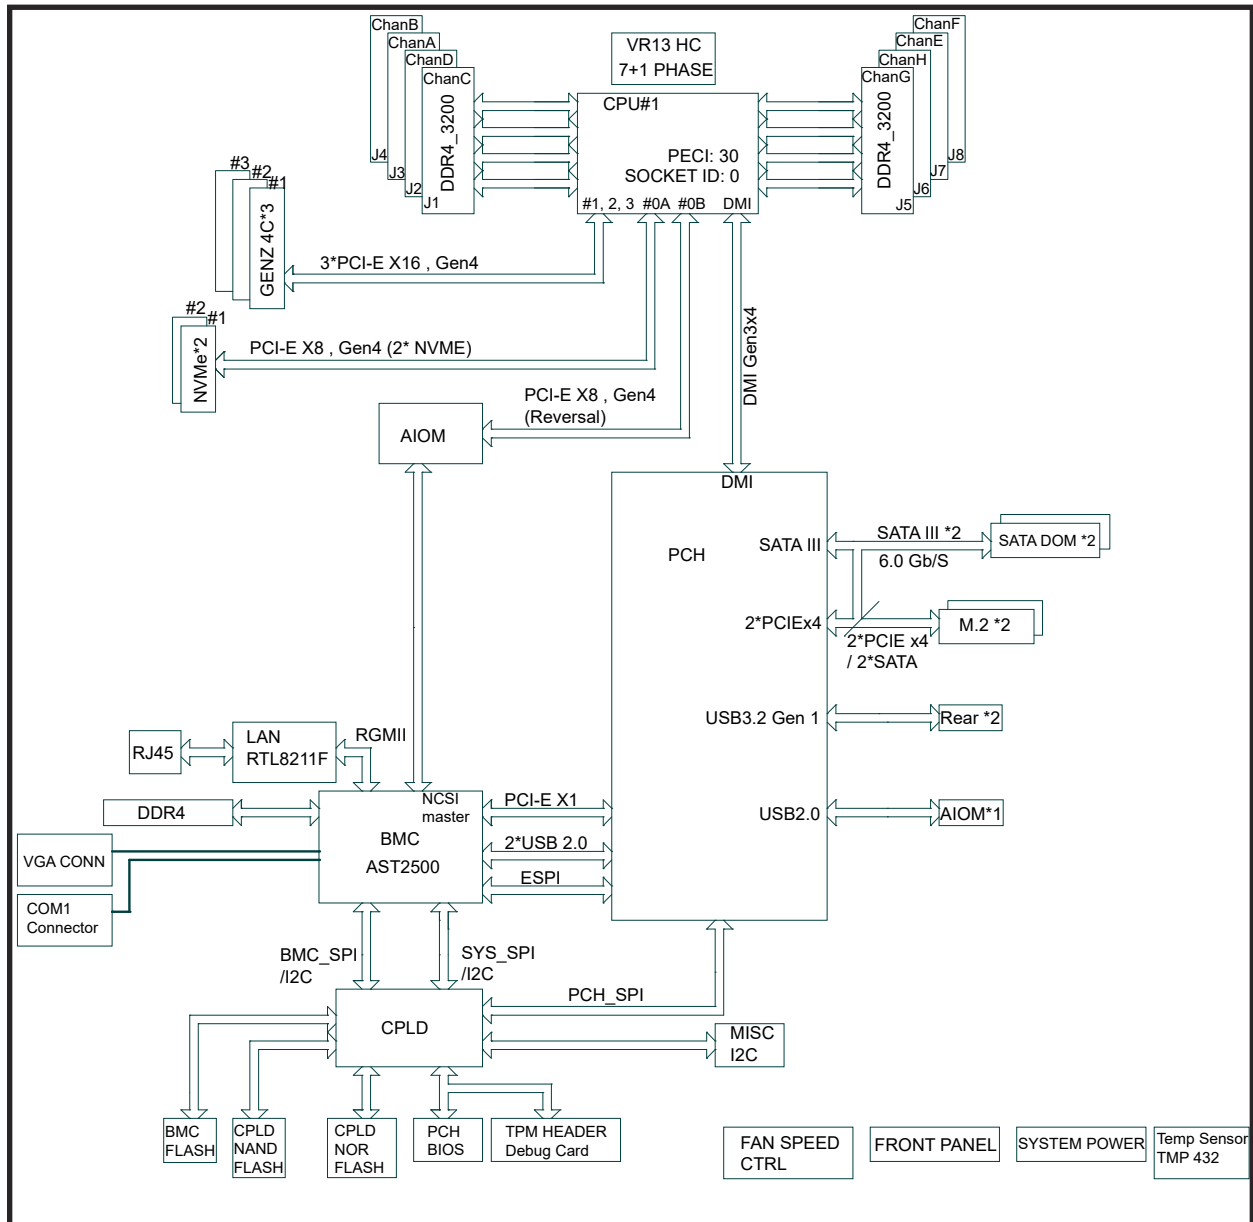 ChanB
ChanA
ChanD
ChanC
DDR4_3200
J4
J3
J2
J1
VR13 HC
7+1 PHASE
CPU#1
PECI: 30
SOCKET ID: 0
#1, 2, 3 #0A #0B DMI
ChanF
ChanE
ChanH
ChanG
DDR4_3200
J8
J7
J6
J5
#3
#2
#1
GENZ 4C*3
3*PCI-E X16 , Gen4
#2
#1
NVMe*2
PCI-E X8 , Gen4 (2* NVME)
PCI-E X8 , Gen4
(Reversal)
DMI Gen3x4
AIOM
DMI
PCH
SATA III
SATA III *2
6.0 Gb/S
SATA DOM *2
2*PCIEx4
2*PCIE x4
/ 2*SATA
M.2 *2
USB3.2 Gen 1
Rear *2
USB2.0
AIOM*1
RJ45
LAN
RTL8211F
RGMII
DDR4
VGA CONN
COM1
Connector
NCSI
master
BMC
AST2500
PCI-E X1
2*USB 2.0
ESPI
BMC_SPI
/I2C
SYS_SPI
/I2C
PCH_SPI
CPLD
MISC
I2C
BMC
FLASH
CPLD
NAND
FLASH
CPLD
NOR
FLASH
PCH
BIOS
TPM HEADER
Debug Card
FAN SPEED
CTRL
FRONT PANEL
SYSTEM POWER
Temp Sensor
TMP 432